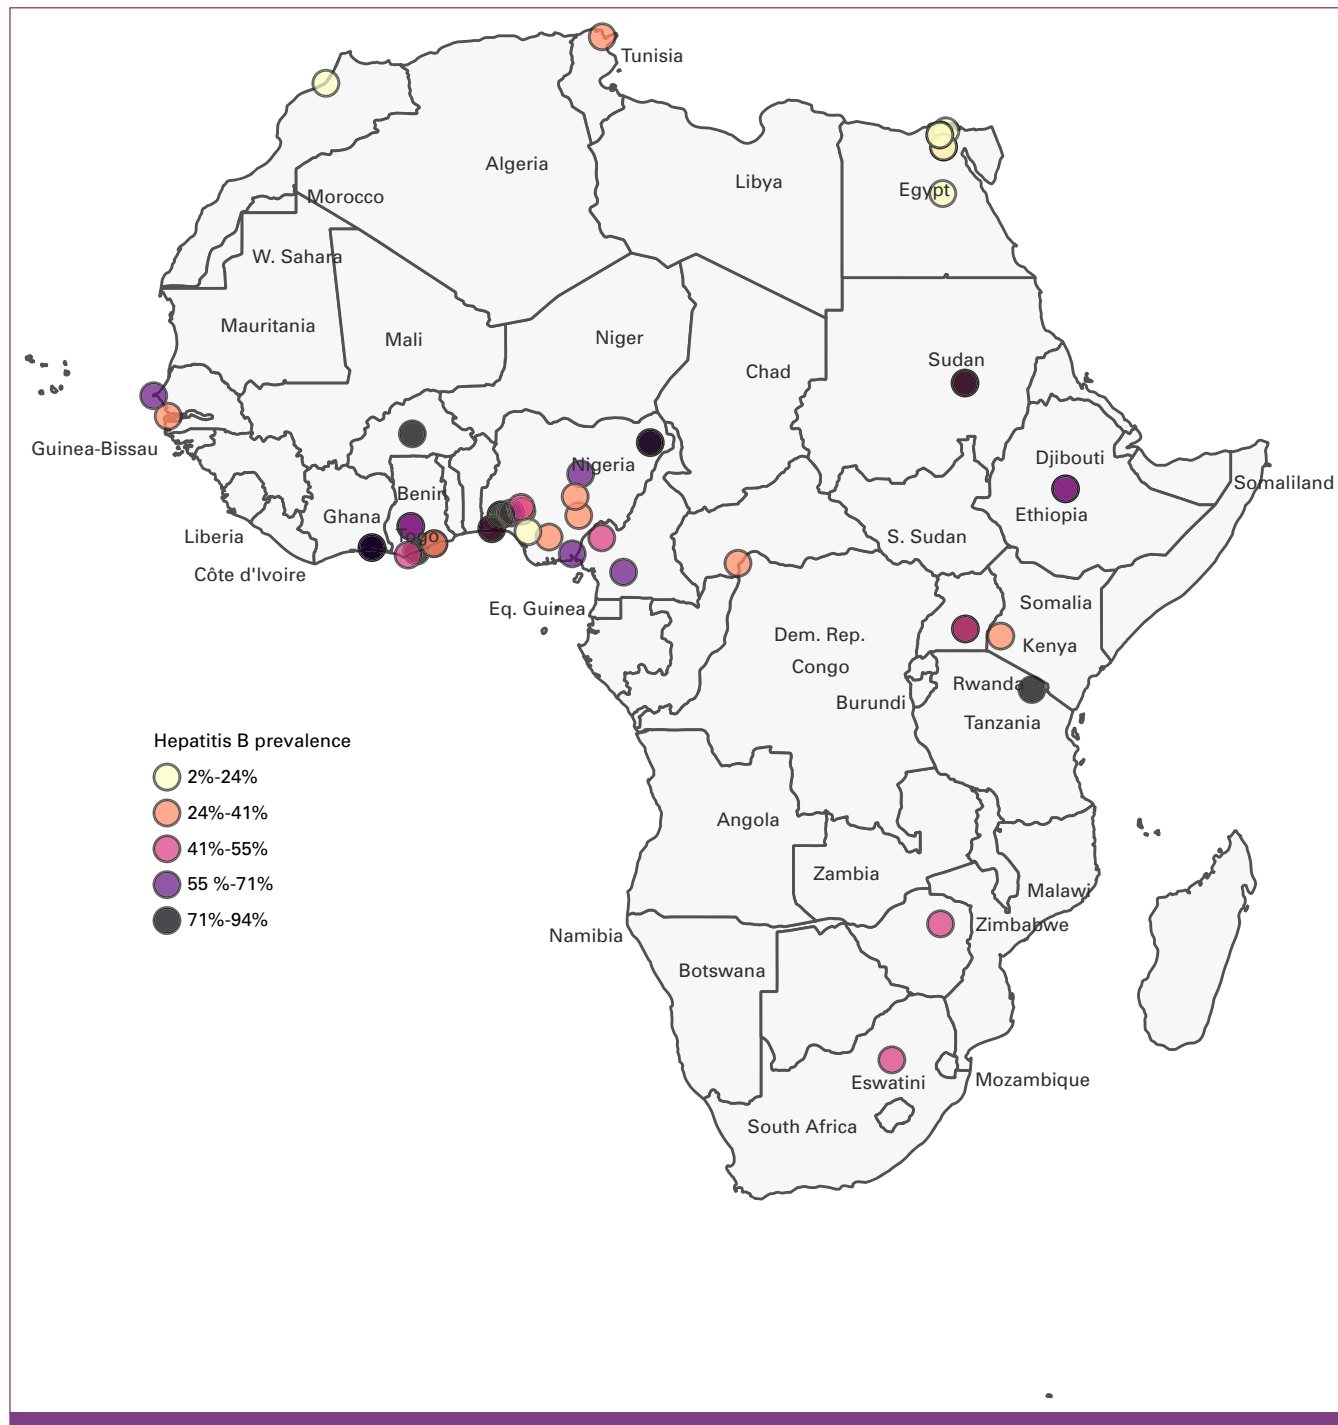 Tunisia
Algeria
Libya
Egypt
Morocco
W. Sahara
Mauritania
Mali
Niger
Chad
Sudan
Guinea-Bissau
Nigeria
Djibouti
Somaliland
Benin
Ghana
Ethiopia
Liberia
Togo
S. Sudan
Côte d'Ivoire
Eq. Guinea
Somalia
Dem. Rep.
Congo
Kenya
Rwanda
Burundi
Tanzania
Hepatitis B prevalence
2%-24%
24%-41%
41%-55%
55 %-71%
71%-94%
Angola
Zambia
Malawi
Zimbabwe
Namibia
Botswana
Eswatini
Mozambique
South Africa